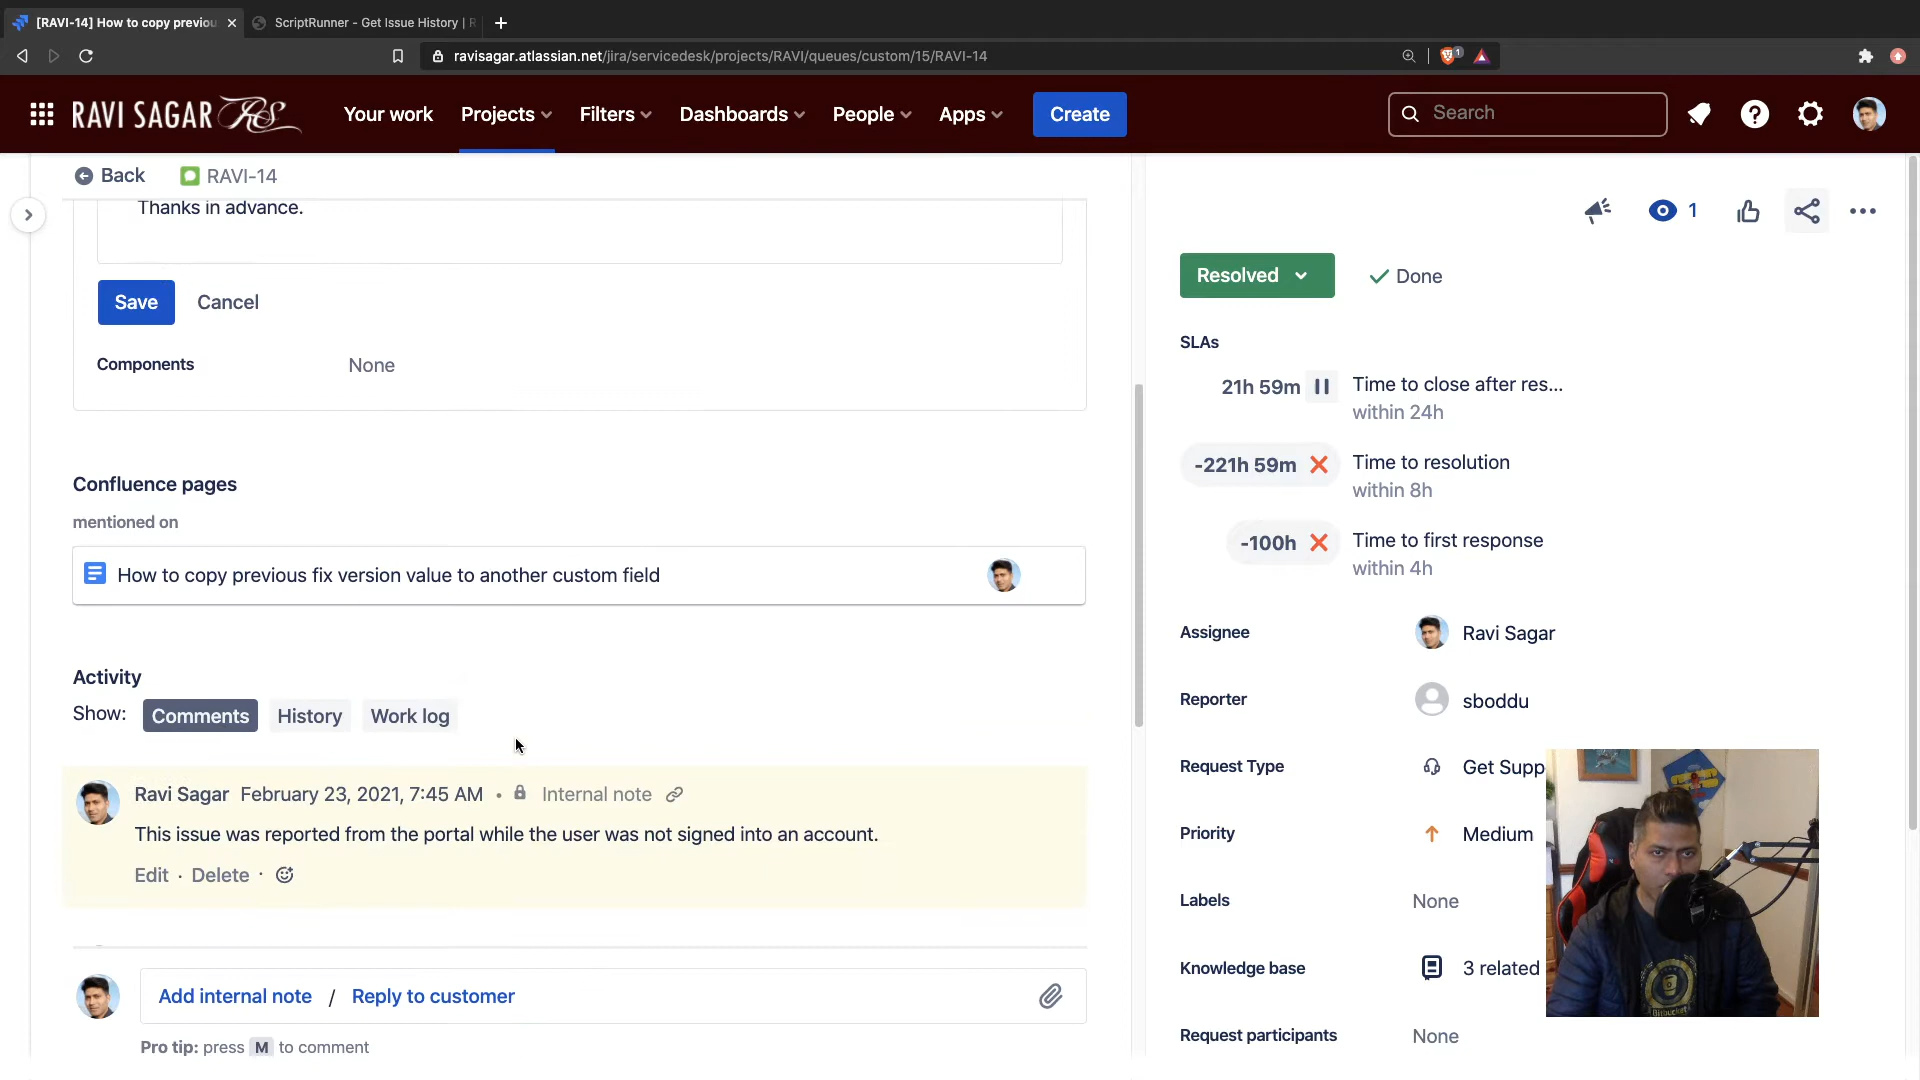 [RAVI-14] How to copy previou
ScriptRunner - Get Issue History | R
ravisagar.atlassian.net/jira/servicedesk/projects/RAVI/queues/custom/15/RAVI-14
1
RAVI SAGAR RS
Your work
Projects
Filters
Dashboards
People
Apps
Create
Search
Back
RAVI-14
Thanks in advance.
Save
Cancel
Components
None
Confluence pages
mentioned on
How to copy previous fix version value to another custom field
Activity
Show:
Comments
History
Work log
Ravi Sagar February 23, 2021, 7:45 AM • Internal note
This issue was reported from the portal while the user was not signed into an account.
Edit · Delete ·
Add internal note / Reply to customer
Pro tip: press M to comment
1
Resolved
Done
SLAs
21h 59m
Time to close after res...
within 24h
-221h 59m
Time to resolution
within 8h
-100h
Time to first response
within 4h
Assignee
Ravi Sagar
Reporter
sboddu
Request Type
Get Supp
Priority
Medium
Labels
None
Knowledge base
3 related
Request participants
None
Bitbucket